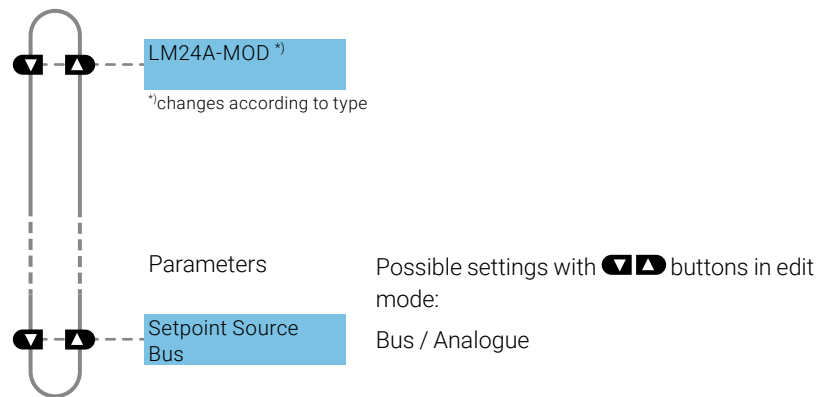 LM24A-MOD *)
*)changes according to type
Parameters
Possible settings with ▼▲ buttons in edit
mode:
Setpoint Source
Bus
Bus / Analogue